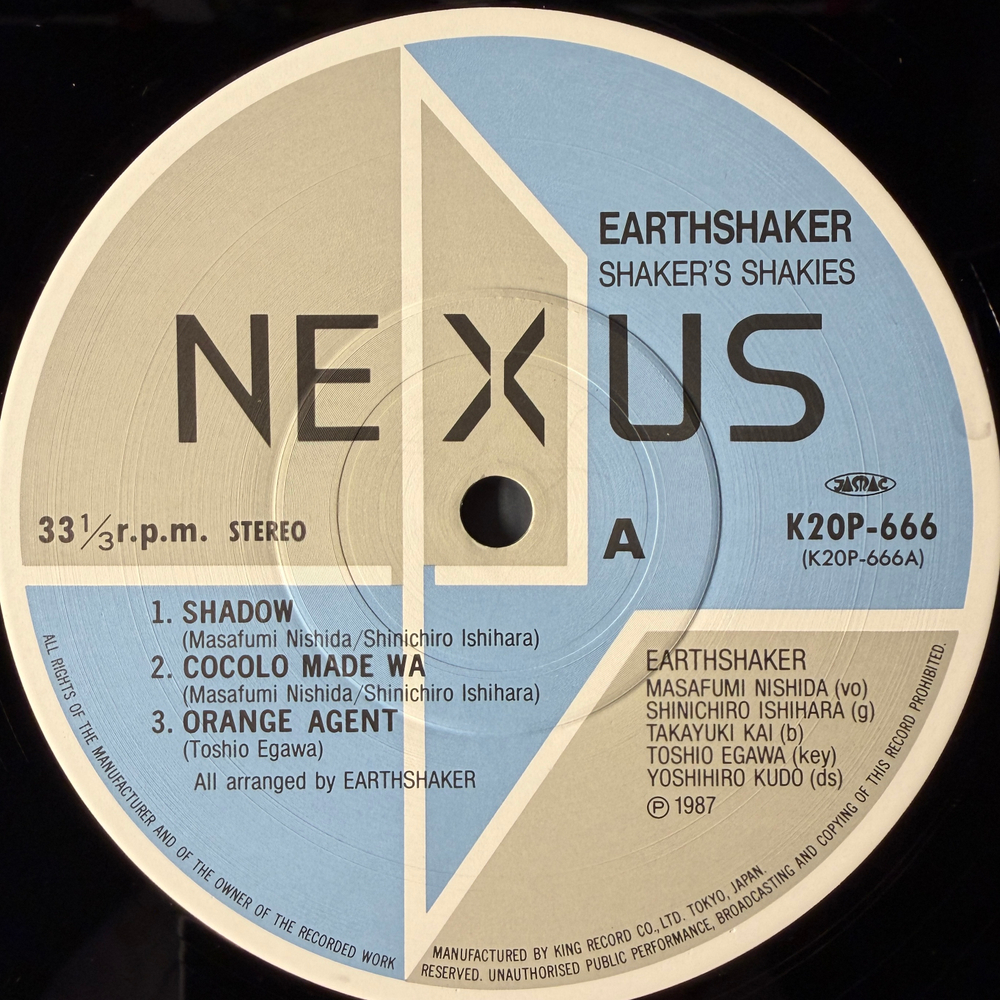 EARTHSHAKER
SHAKER'S SHAKIES
NEXUS
JASRAC
33 1/3 r.p.m. STEREO
A
K20P-666
(K20P-666A)
1. SHADOW
(Masafumi Nishida/Shinichiro Ishihara)
2. COCOLO MADE WA
(Masafumi Nishida/Shinichiro Ishihara)
3. ORANGE AGENT
(Toshio Egawa)
All arranged by EARTHSHAKER
EARTHSHAKER
MASAFUMI NISHIDA (vo)
SHINICHIRO ISHIHARA (g)
TAKAYUKI KAI (b)
TOSHIO EGAWA (key)
YOSHIHIRO KUDO (ds)
℗ 1987
ALL RIGHTS OF THE MANUFACTURER AND OF THE OWNER OF THE RECORDED WORK
MANUFACTURED BY KING RECORD CO., LTD. TOKYO, JAPAN.
RESERVED. UNAUTHORISED PUBLIC PERFORMANCE, BROADCASTING AND COPYING OF THIS RECORD PROHIBITED.